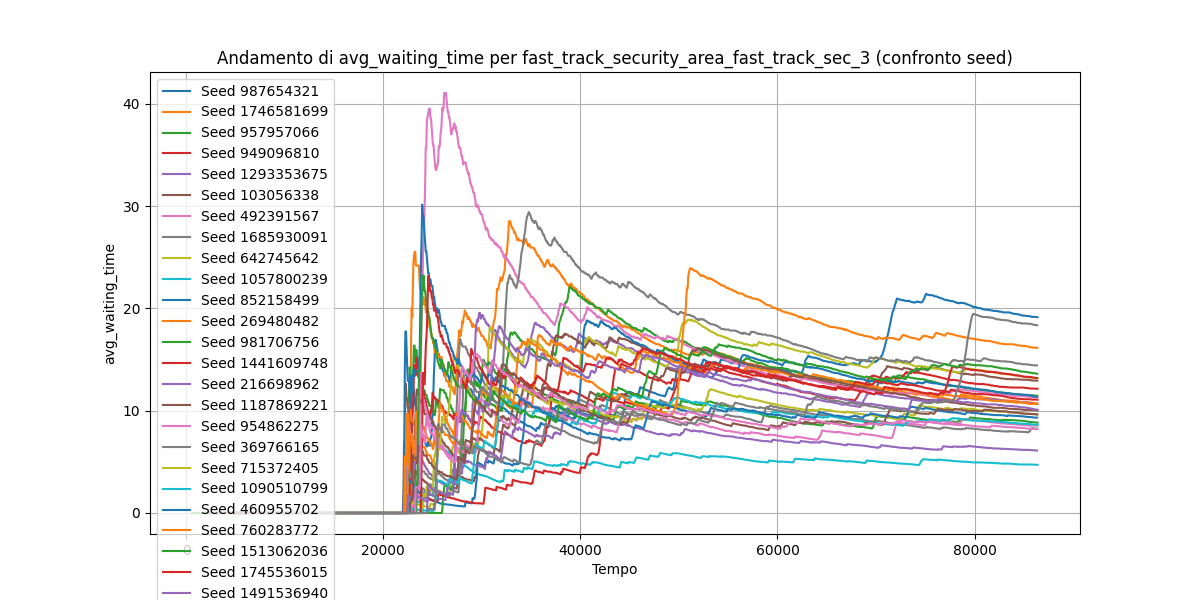 Andamento di avg_waiting_time per fast_track_security_area_fast_track_sec_3 (confronto seed)
avg_waiting_time
40
30
20
10
0
Seed 987654321
Seed 1746581699
Seed 957957066
Seed 949096810
Seed 1293353675
Seed 103056338
Seed 492391567
Seed 1685930091
Seed 642745642
Seed 1057800239
Seed 852158499
Seed 269480482
Seed 981706756
Seed 1441609748
Seed 216698962
Seed 1187869221
Seed 954862275
Seed 369766165
Seed 715372405
Seed 1090510799
Seed 460955702
Seed 760283772
Seed 1513062036
Seed 1745536015
Seed 1491536940
0
20000
40000
60000
80000
Tempo